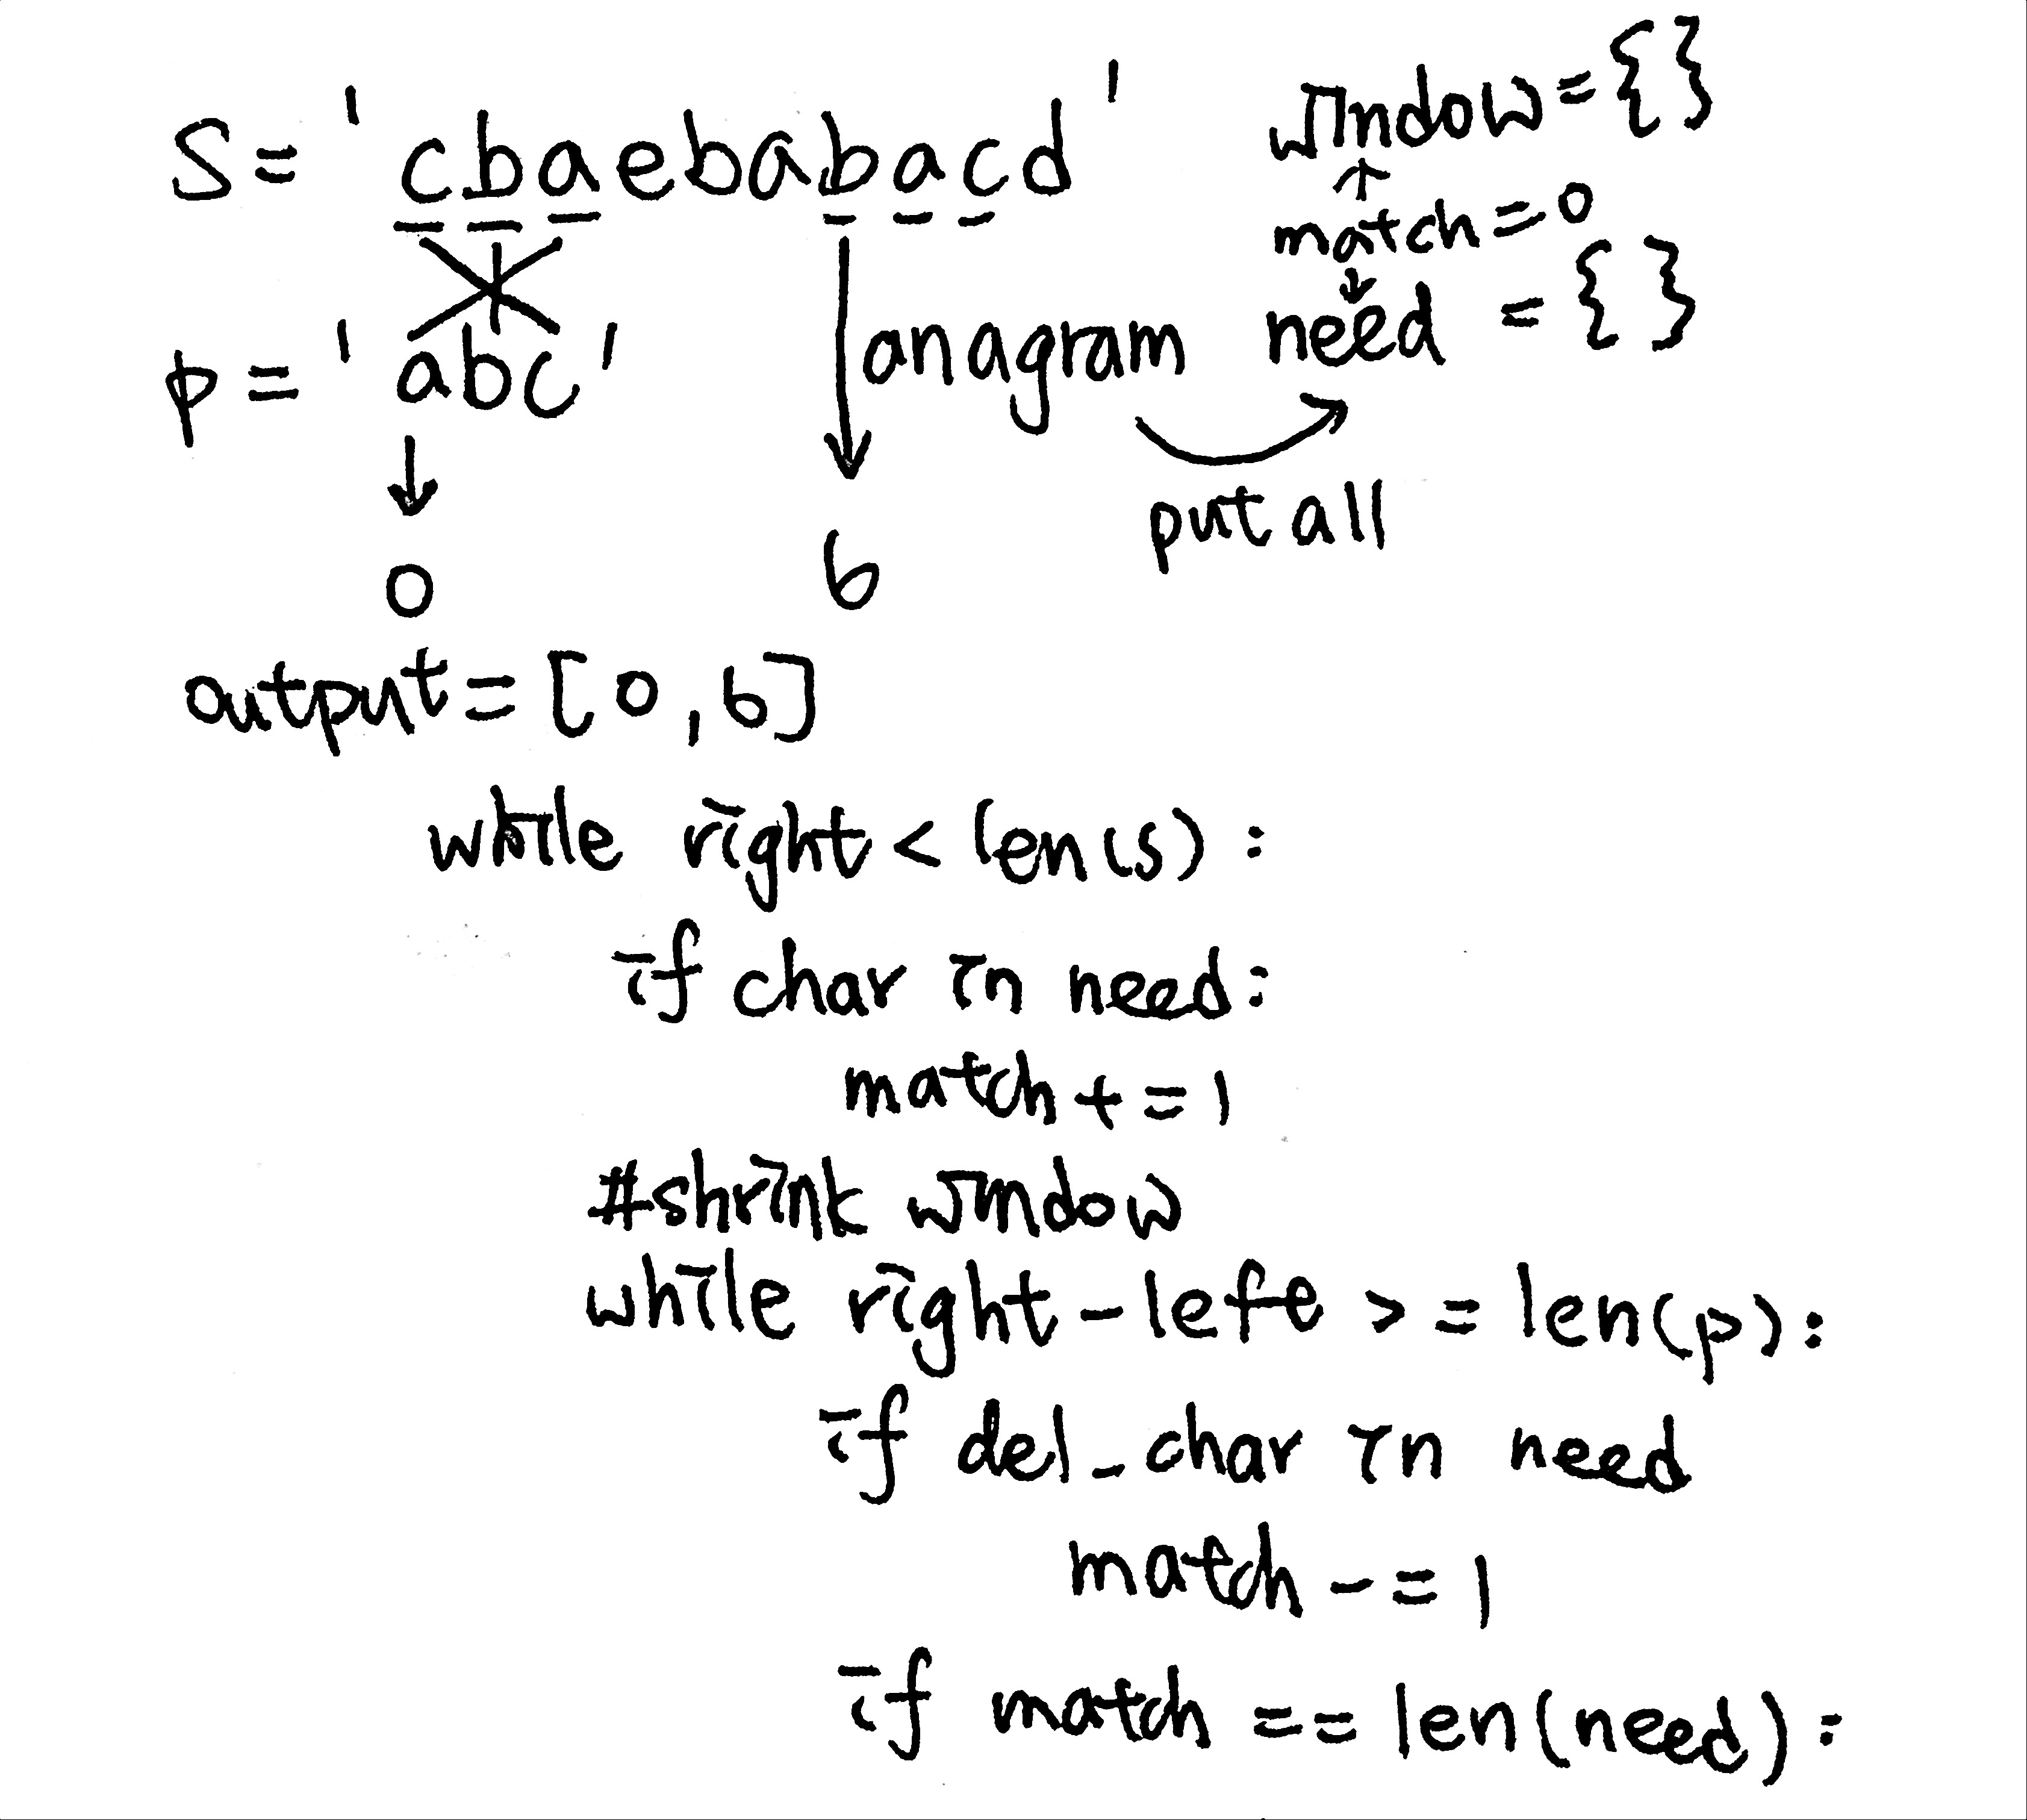 S= 'cbaebabacd'
window={}
match=0
p= 'abc'
anagram
need = {}
put all
0
6
output=[0,6]
while right < len(s):
if char in need:
match+=1
#shrink window
while right-left >= len(p):
if del_char in need
match-=1
if match == len(need):